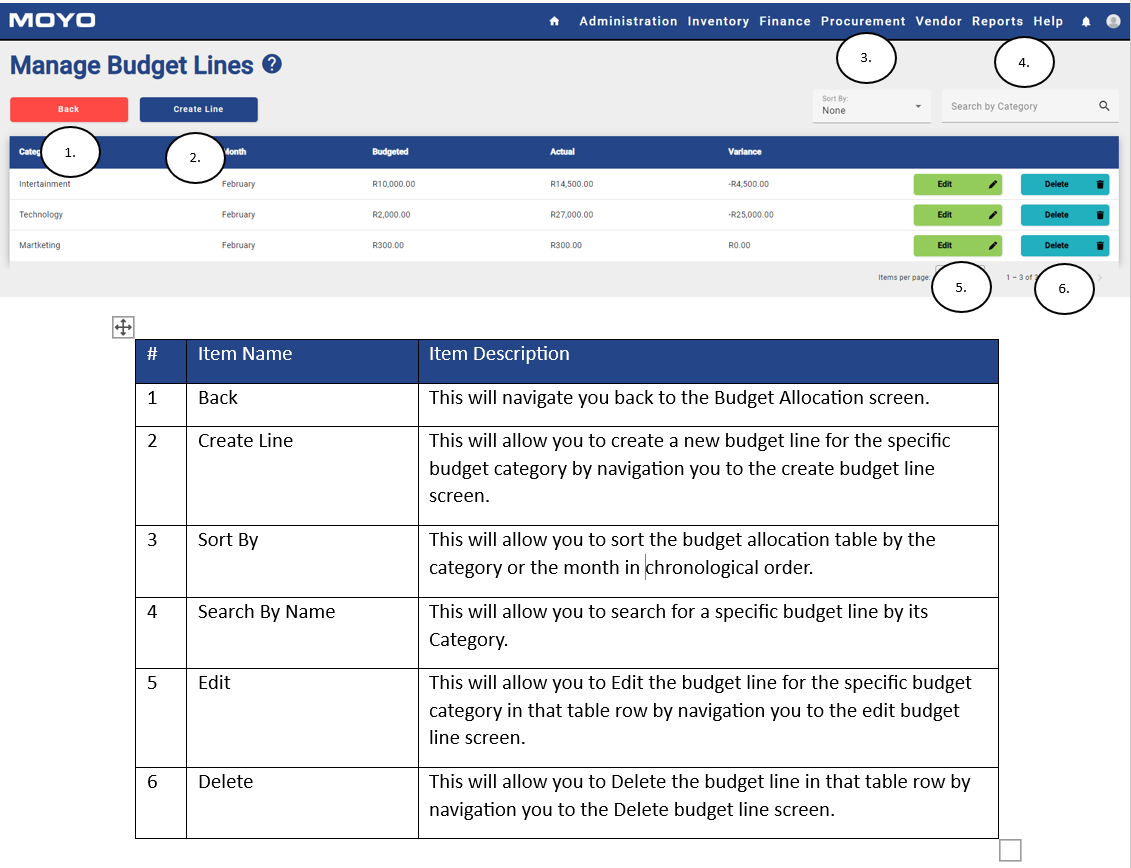 MOYO
Administration Inventory Finance Procurement Vendor Reports Help
Manage Budget Lines ?
3.
4.
Back
Create Line
Sort By:
None
Search by Category
1.
2.
Budgeted Actual Variance
Intertainment February R10,000.00 R14,500.00 -R4,500.00 Edit Delete
Technology February R2,000.00 R27,000.00 -R25,000.00 Edit Delete
Martketing February R300.00 R300.00 R0.00 Edit Delete
Items per page: 1 – 3 of
5.
6.
# Item Name Item Description
1 Back This will navigate you back to the Budget Allocation screen.
2 Create Line This will allow you to create a new budget line for the specific
budget category by navigation you to the create budget line
screen.
3 Sort By This will allow you to sort the budget allocation table by the
category or the month in chronological order.
4 Search By Name This will allow you to search for a specific budget line by its
Category.
5 Edit This will allow you to Edit the budget line for the specific budget
category in that table row by navigation you to the edit budget
line screen.
6 Delete This will allow you to Delete the budget line in that table row by
navigation you to the Delete budget line screen.